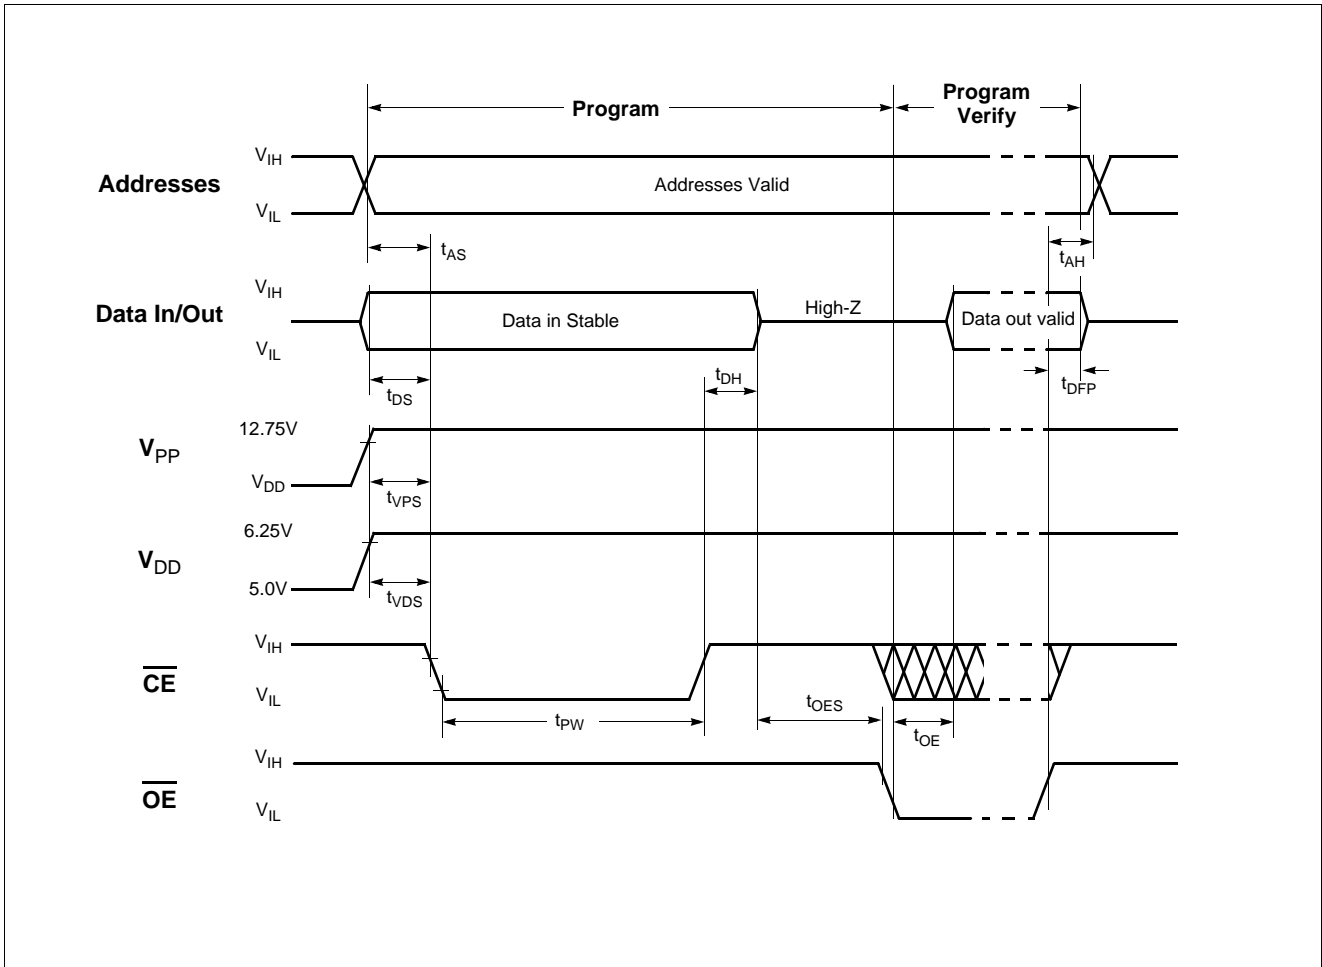 Program
Program
Verify
Addresses
VIH
Addresses Valid
VIL
tAS
tAH
Data In/Out
VIH
Data in Stable
High-Z
Data out valid
VIL
tDS
tDH
tDFP
VPP
12.75V
VDD
tVPS
VDD
6.25V
5.0V
tVDS
CE
VIH
VIL
tPW
tOES
tOE
OE
VIH
VIL